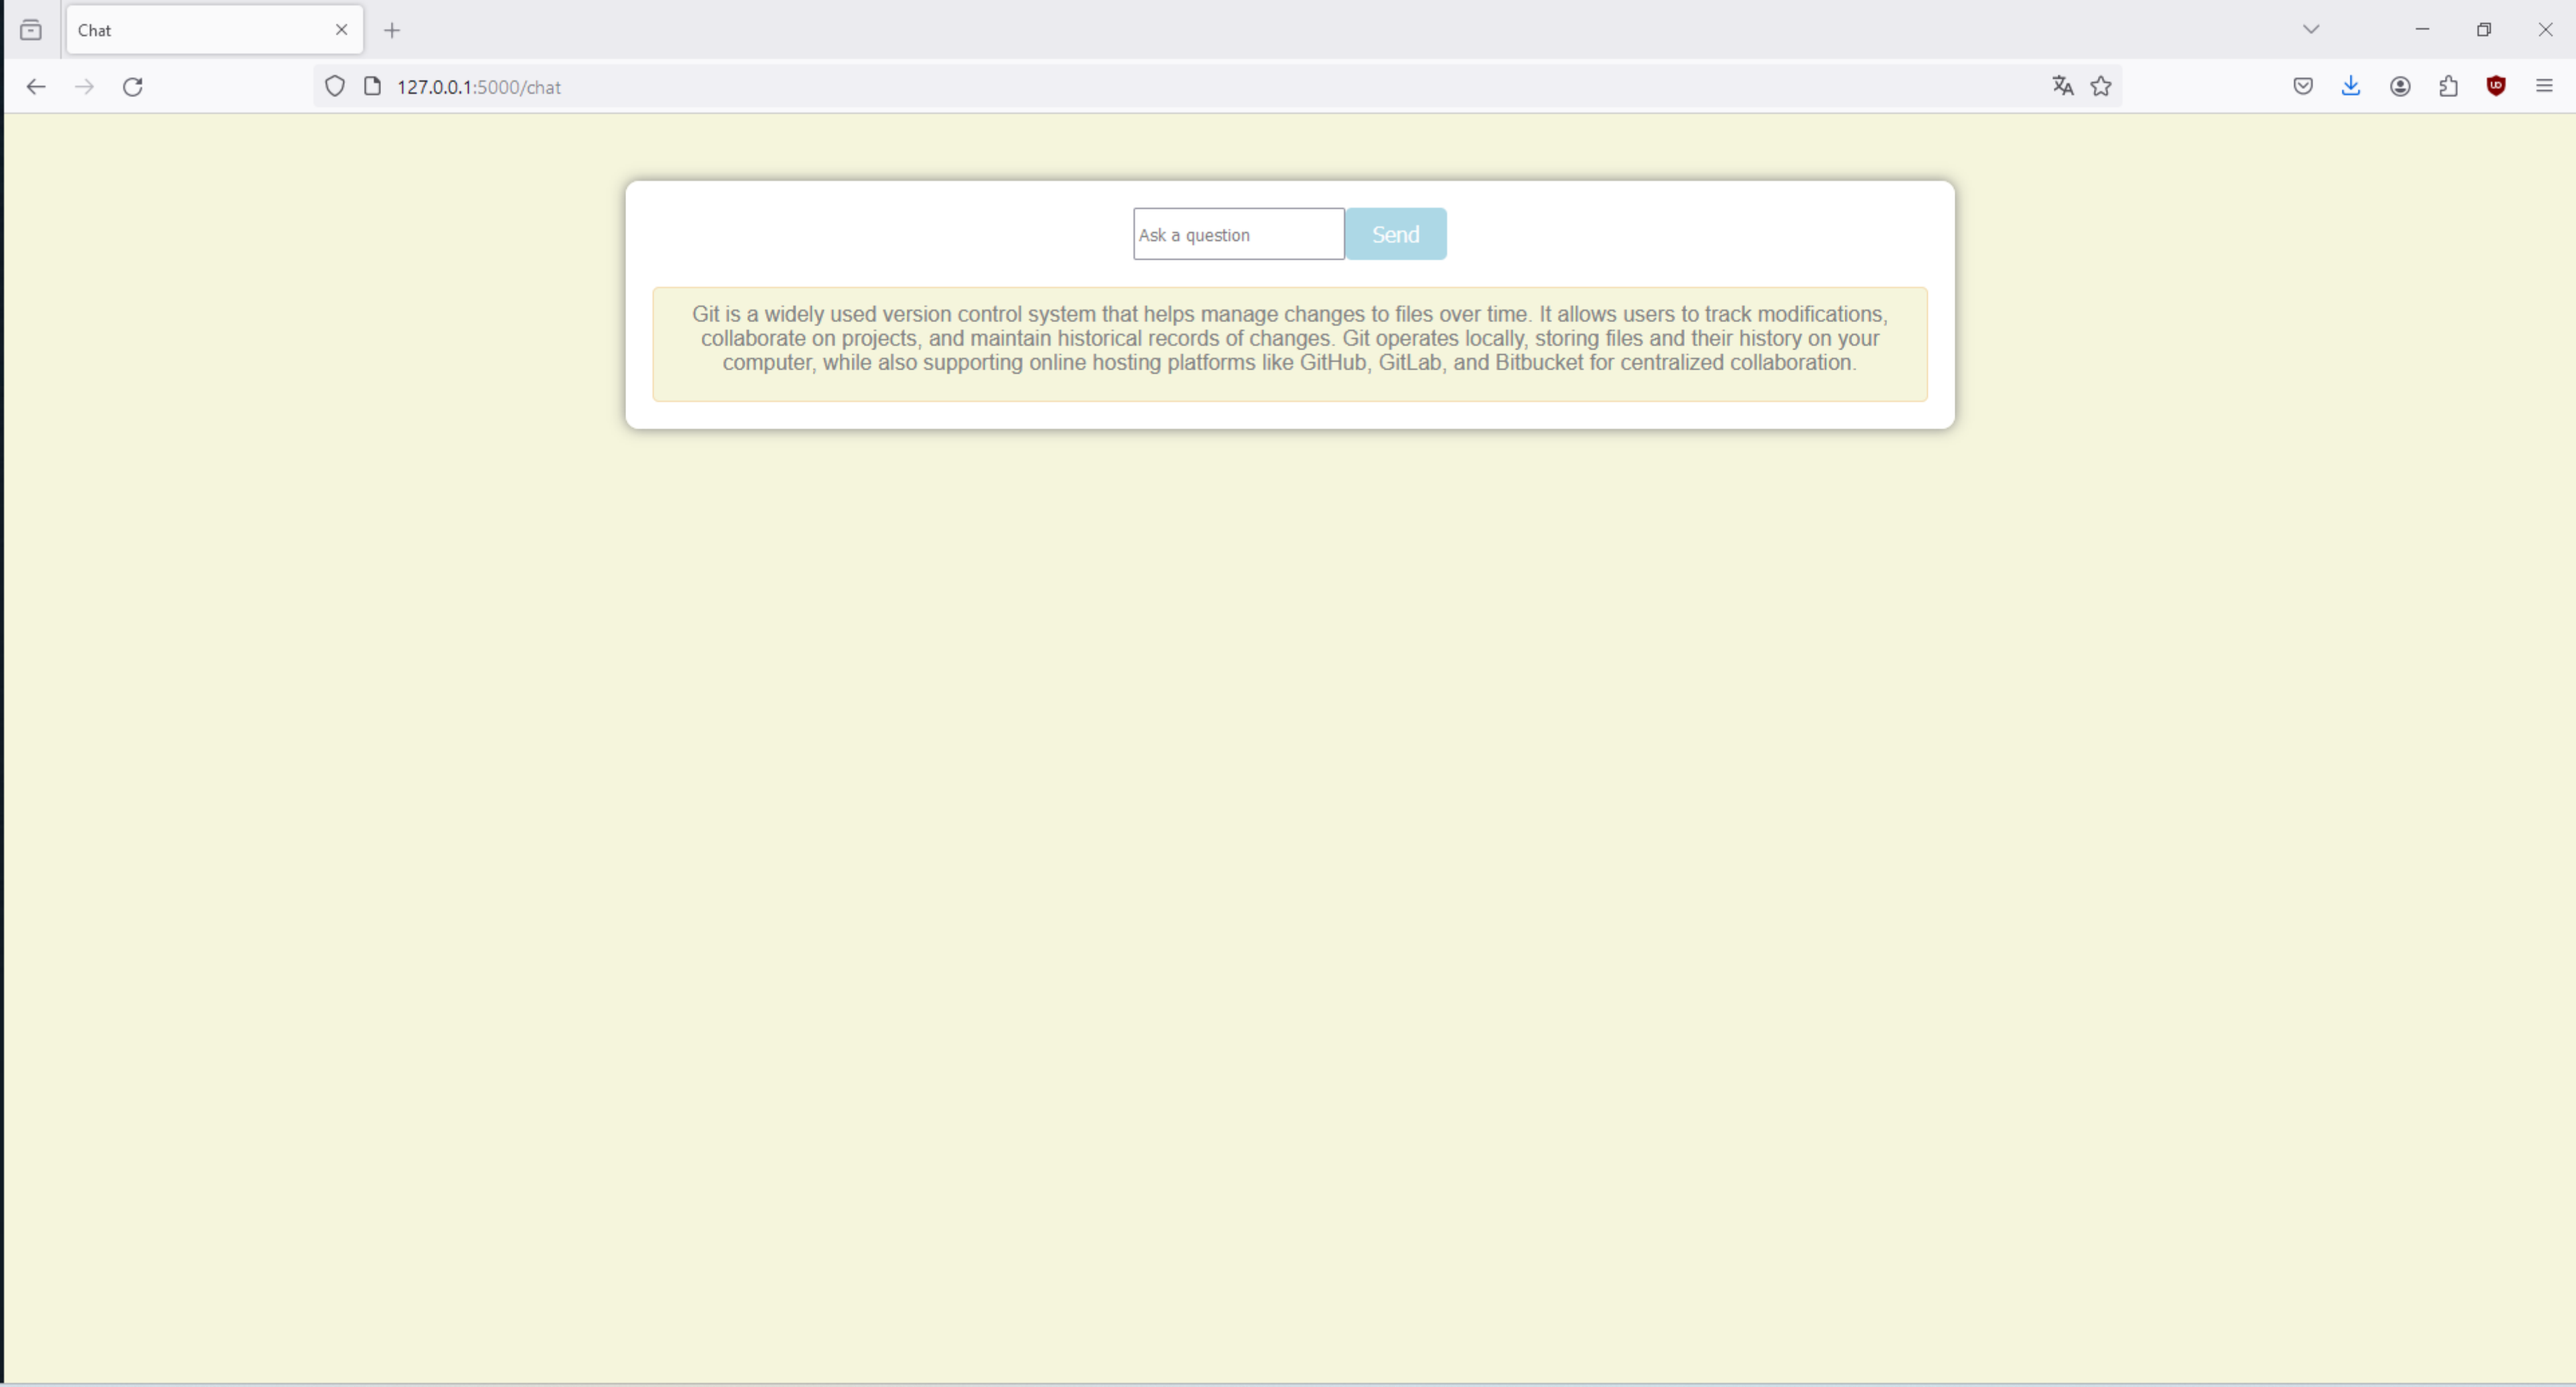 Chat
127.0.0.1:5000/chat
Ask a question
Send
Git is a widely used version control system that helps manage changes to files over time. It allows users to track modifications,
collaborate on projects, and maintain historical records of changes. Git operates locally, storing files and their history on your
computer, while also supporting online hosting platforms like GitHub, GitLab, and Bitbucket for centralized collaboration.